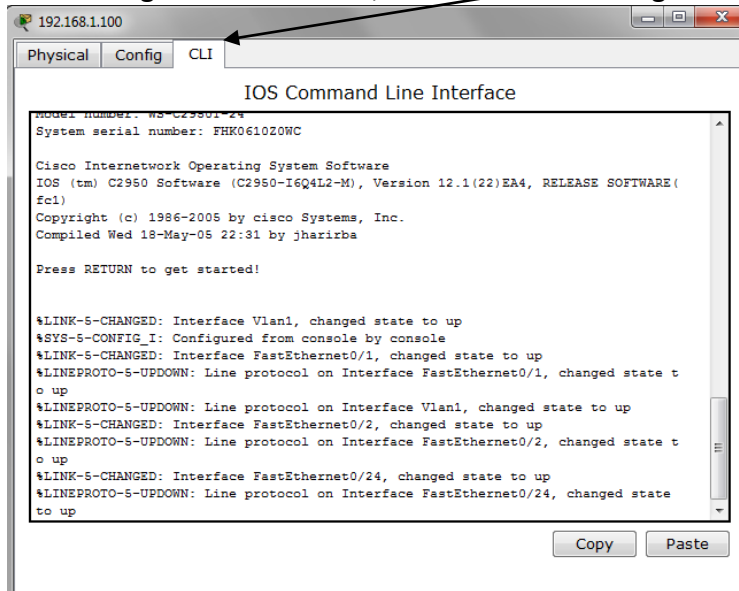 192.168.1.100
Physical Config CLI
IOS Command Line Interface
Model number: WS-C2950T-24
System serial number: FHK0610Z0WC
Cisco Internetwork Operating System Software
IOS (tm) C2950 Software (C2950-I6Q4L2-M), Version 12.1(22)EA4, RELEASE SOFTWARE(
fc1)
Copyright (c) 1986-2005 by cisco Systems, Inc.
Compiled Wed 18-May-05 22:31 by jharirba
Press RETURN to get started!
%LINK-5-CHANGED: Interface Vlan1, changed state to up
%SYS-5-CONFIG_I: Configured from console by console
%LINK-5-CHANGED: Interface FastEthernet0/1, changed state to up
%LINEPROTO-5-UPDOWN: Line protocol on Interface FastEthernet0/1, changed state t
o up
%LINEPROTO-5-UPDOWN: Line protocol on Interface Vlan1, changed state to up
%LINK-5-CHANGED: Interface FastEthernet0/2, changed state to up
%LINEPROTO-5-UPDOWN: Line protocol on Interface FastEthernet0/2, changed state t
o up
%LINK-5-CHANGED: Interface FastEthernet0/24, changed state to up
%LINEPROTO-5-UPDOWN: Line protocol on Interface FastEthernet0/24, changed state
to up
Copy Paste